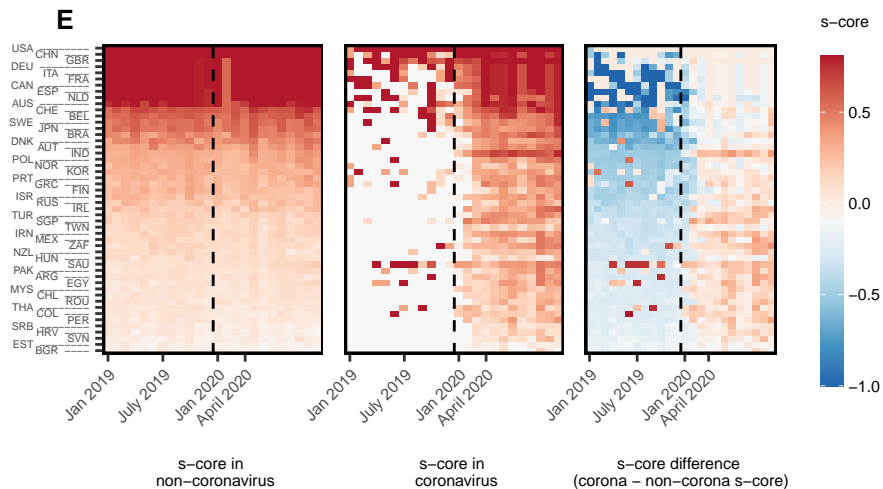 E
s−core
USA
CHN
GBR
DEU
ITA
FRA
CAN
ESP
NLD
AUS
CHE
BEL
SWE
JPN
BRA
DNK
AUT
IND
POL
NOR
KOR
PRT
GRC
FIN
ISR
RUS
IRL
TUR
SGP
TWN
IRN
MEX
ZAF
NZL
HUN
SAU
PAK
ARG
EGY
MYS
CHL
ROU
THA
COL
PER
SRB
HRV
SVN
EST
BGR
0.5
0.0
−0.5
−1.0
Jan 2019
July 2019
Jan 2020
April 2020
Jan 2019
July 2019
Jan 2020
April 2020
Jan 2019
July 2019
Jan 2020
April 2020
s−core in
non−coronavirus
s−core in
coronavirus
s−core difference
(corona − non−corona s−core)